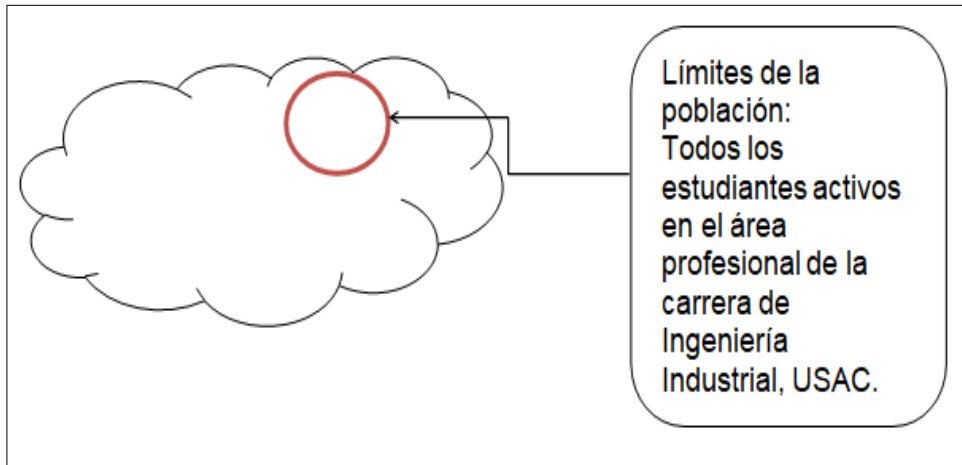 Límites de la
población:
Todos los
estudiantes activos
en el área
profesional de la
carrera de
Ingeniería
Industrial, USAC.